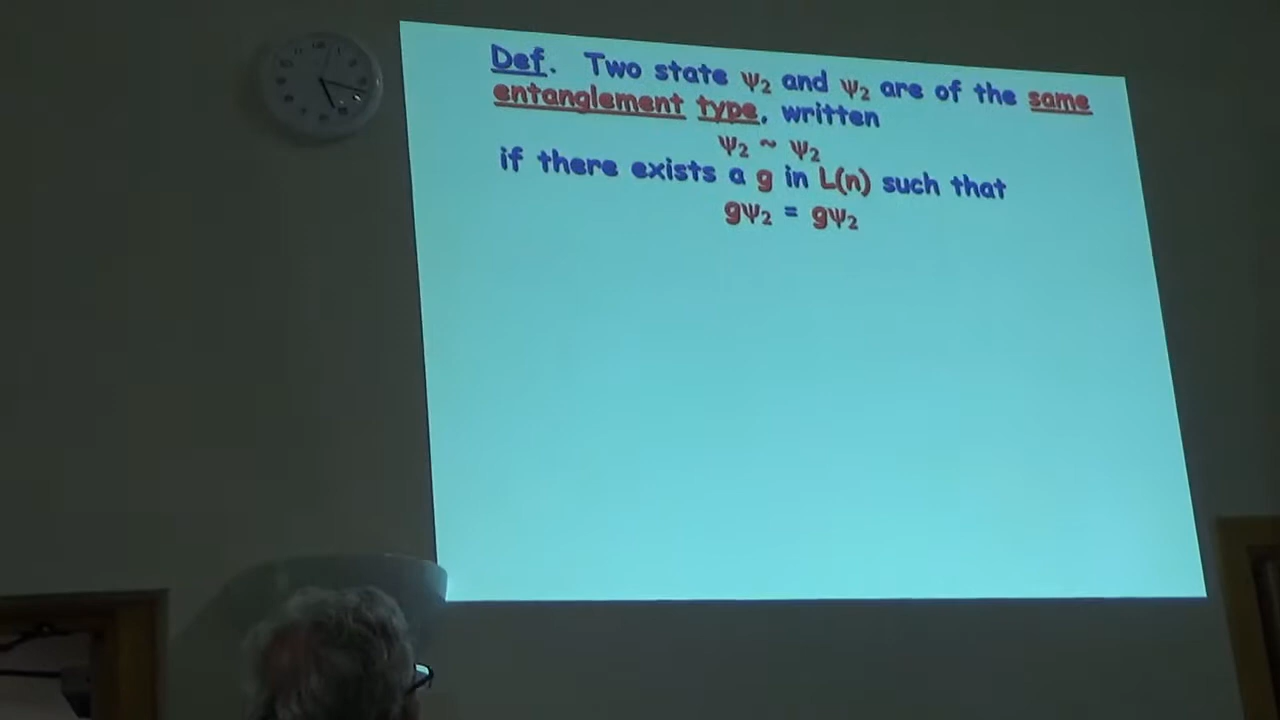 Def. Two state ψ₂ and ψ₂ are of the same
entanglement type, written
ψ₂ ~ ψ₂
if there exists a g in L(n) such that
gψ₂ = gψ₂